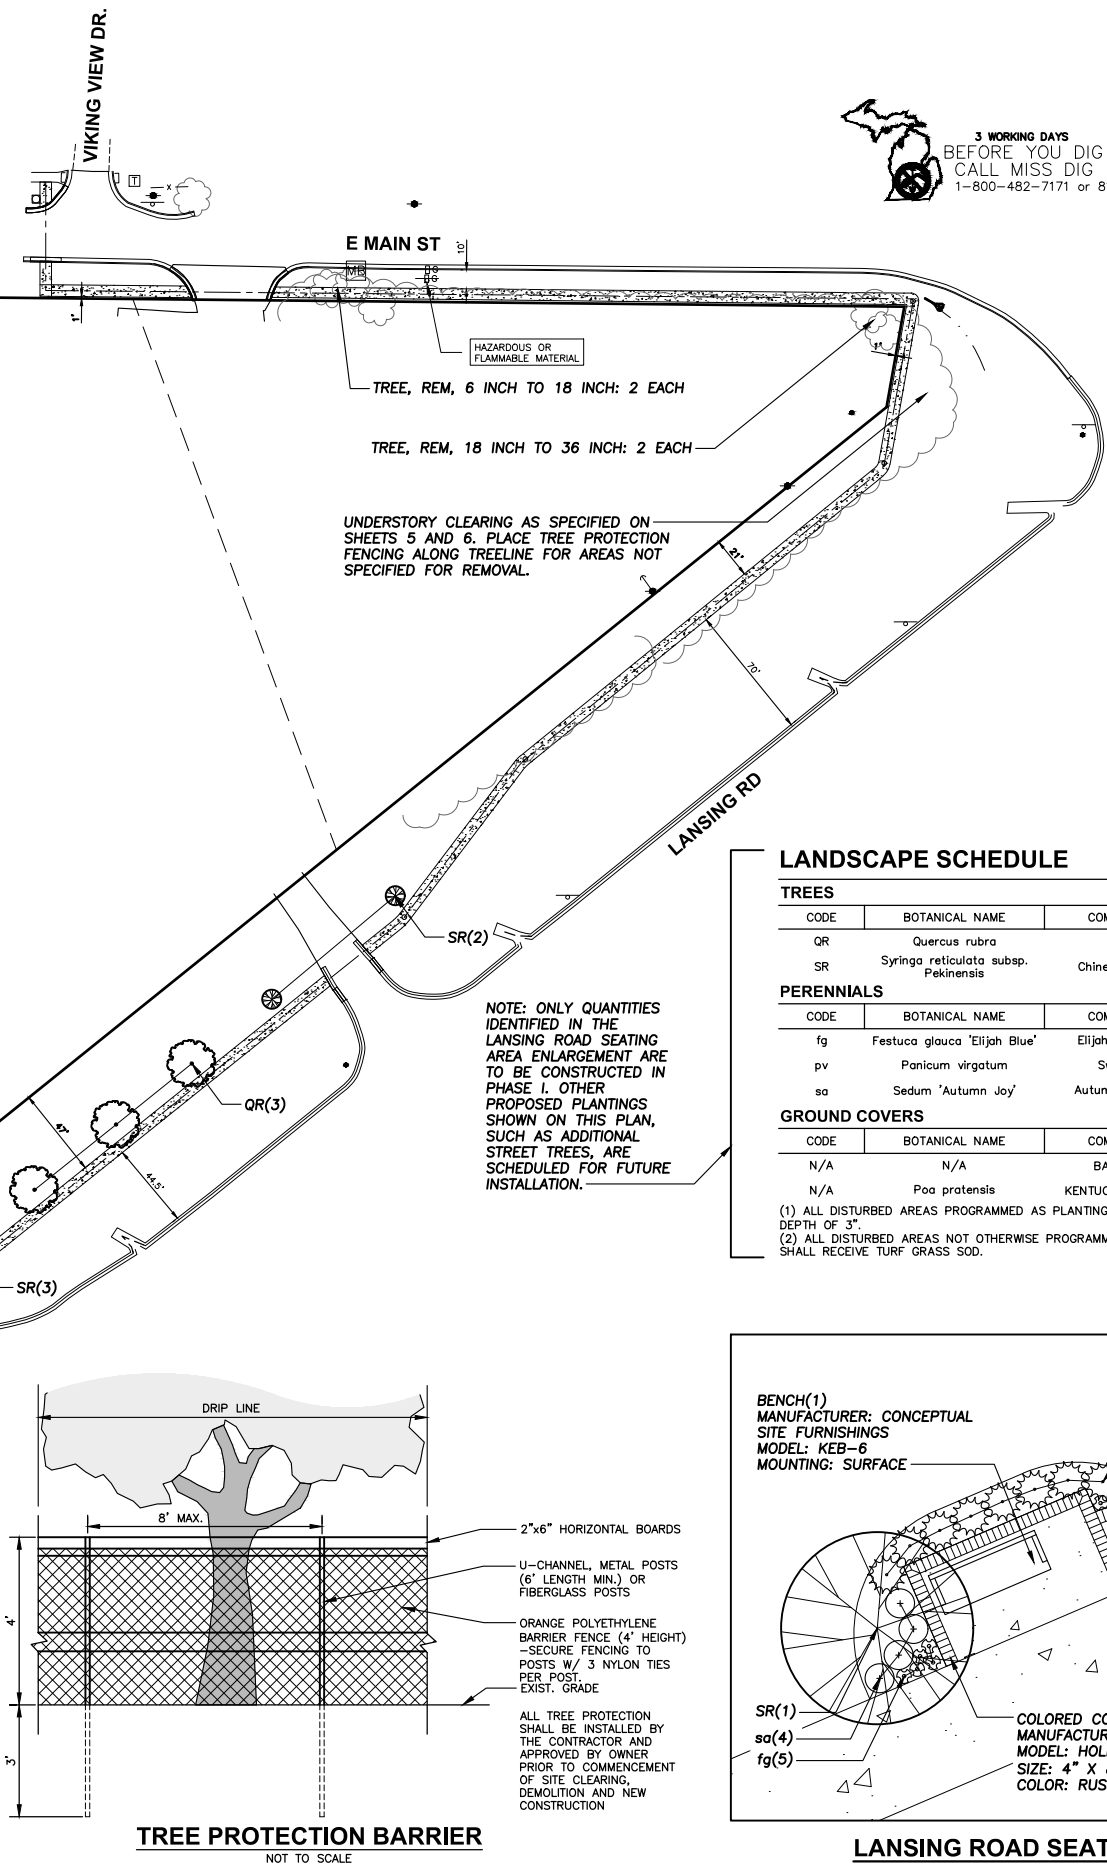 VIKING VIEW DR.
3 WORKING DAYS
BEFORE YOU DIG
CALL MISS DIG
1-800-482-7171 or 8
T
E MAIN ST
MB
G
G
10'
1'
HAZARDOUS OR
FLAMMABLE MATERIAL
TREE, REM, 6 INCH TO 18 INCH: 2 EACH
TREE, REM, 18 INCH TO 36 INCH: 2 EACH
UNDERSTORY CLEARING AS SPECIFIED ON
SHEETS 5 AND 6. PLACE TREE PROTECTION
FENCING ALONG TREELINE FOR AREAS NOT
SPECIFIED FOR REMOVAL.
21'
70'
LANSING RD
SR(2)
QR(3)
47'
44.5'
SR(3)
NOTE: ONLY QUANTITIES
IDENTIFIED IN THE
LANSING ROAD SEATING
AREA ENLARGEMENT ARE
TO BE CONSTRUCTED IN
PHASE I. OTHER
PROPOSED PLANTINGS
SHOWN ON THIS PLAN,
SUCH AS ADDITIONAL
STREET TREES, ARE
SCHEDULED FOR FUTURE
INSTALLATION.
LANDSCAPE SCHEDULE
TREES
CODE BOTANICAL NAME COM
QR Quercus rubra
SR Syringa reticulata subsp. Pekinensis Chine
PERENNIALS
CODE BOTANICAL NAME COM
fg Festuca glauca 'Elijah Blue' Elijah
pv Panicum virgatum Sw
sa Sedum 'Autumn Joy' Autum
GROUND COVERS
CODE BOTANICAL NAME COM
N/A N/A BA
N/A Poa pratensis KENTUC
(1) ALL DISTURBED AREAS PROGRAMMED AS PLANTING
DEPTH OF 3".
(2) ALL DISTURBED AREAS NOT OTHERWISE PROGRAMM
SHALL RECEIVE TURF GRASS SOD.
DRIP LINE
8' MAX.
4'
3'
2"x6" HORIZONTAL BOARDS
U-CHANNEL, METAL POSTS
(6' LENGTH MIN.) OR
FIBERGLASS POSTS
ORANGE POLYETHYLENE
BARRIER FENCE (4' HEIGHT)
-SECURE FENCING TO
POSTS W/ 3 NYLON TIES
PER POST.
EXIST. GRADE
ALL TREE PROTECTION
SHALL BE INSTALLED BY
THE CONTRACTOR AND
APPROVED BY OWNER
PRIOR TO COMMENCEMENT
OF SITE CLEARING,
DEMOLITION AND NEW
CONSTRUCTION
TREE PROTECTION BARRIER
NOT TO SCALE
BENCH(1)
MANUFACTURER: CONCEPTUAL
SITE FURNISHINGS
MODEL: KEB-6
MOUNTING: SURFACE
SR(1)
sa(4)
fg(5)
COLORED CO
MANUFACTUR
MODEL: HOL
SIZE: 4" X
COLOR: RUS
LANSING ROAD SEAT